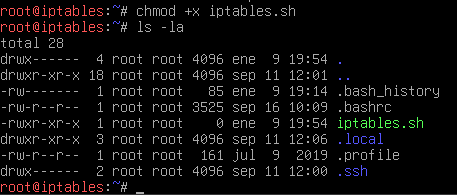 root@iptables:~# chmod +x iptables.sh
root@iptables:~# ls -la
total 28
drwx------  4 root root 4096 ene  9 19:54 .
drwxr-xr-x 18 root root 4096 sep 11 12:01 ..
-rw-------  1 root root   85 ene  9 19:14 .bash_history
-rw-r--r--  1 root root 3525 sep 16 10:09 .bashrc
-rwxr-xr-x  1 root root    0 ene  9 19:54 iptables.sh
drwxr-xr-x  3 root root 4096 sep 11 12:06 .local
-rw-r--r--  1 root root  161 jul  9  2019 .profile
drwx------  2 root root 4096 sep 11 12:00 .ssh
root@iptables:~# _